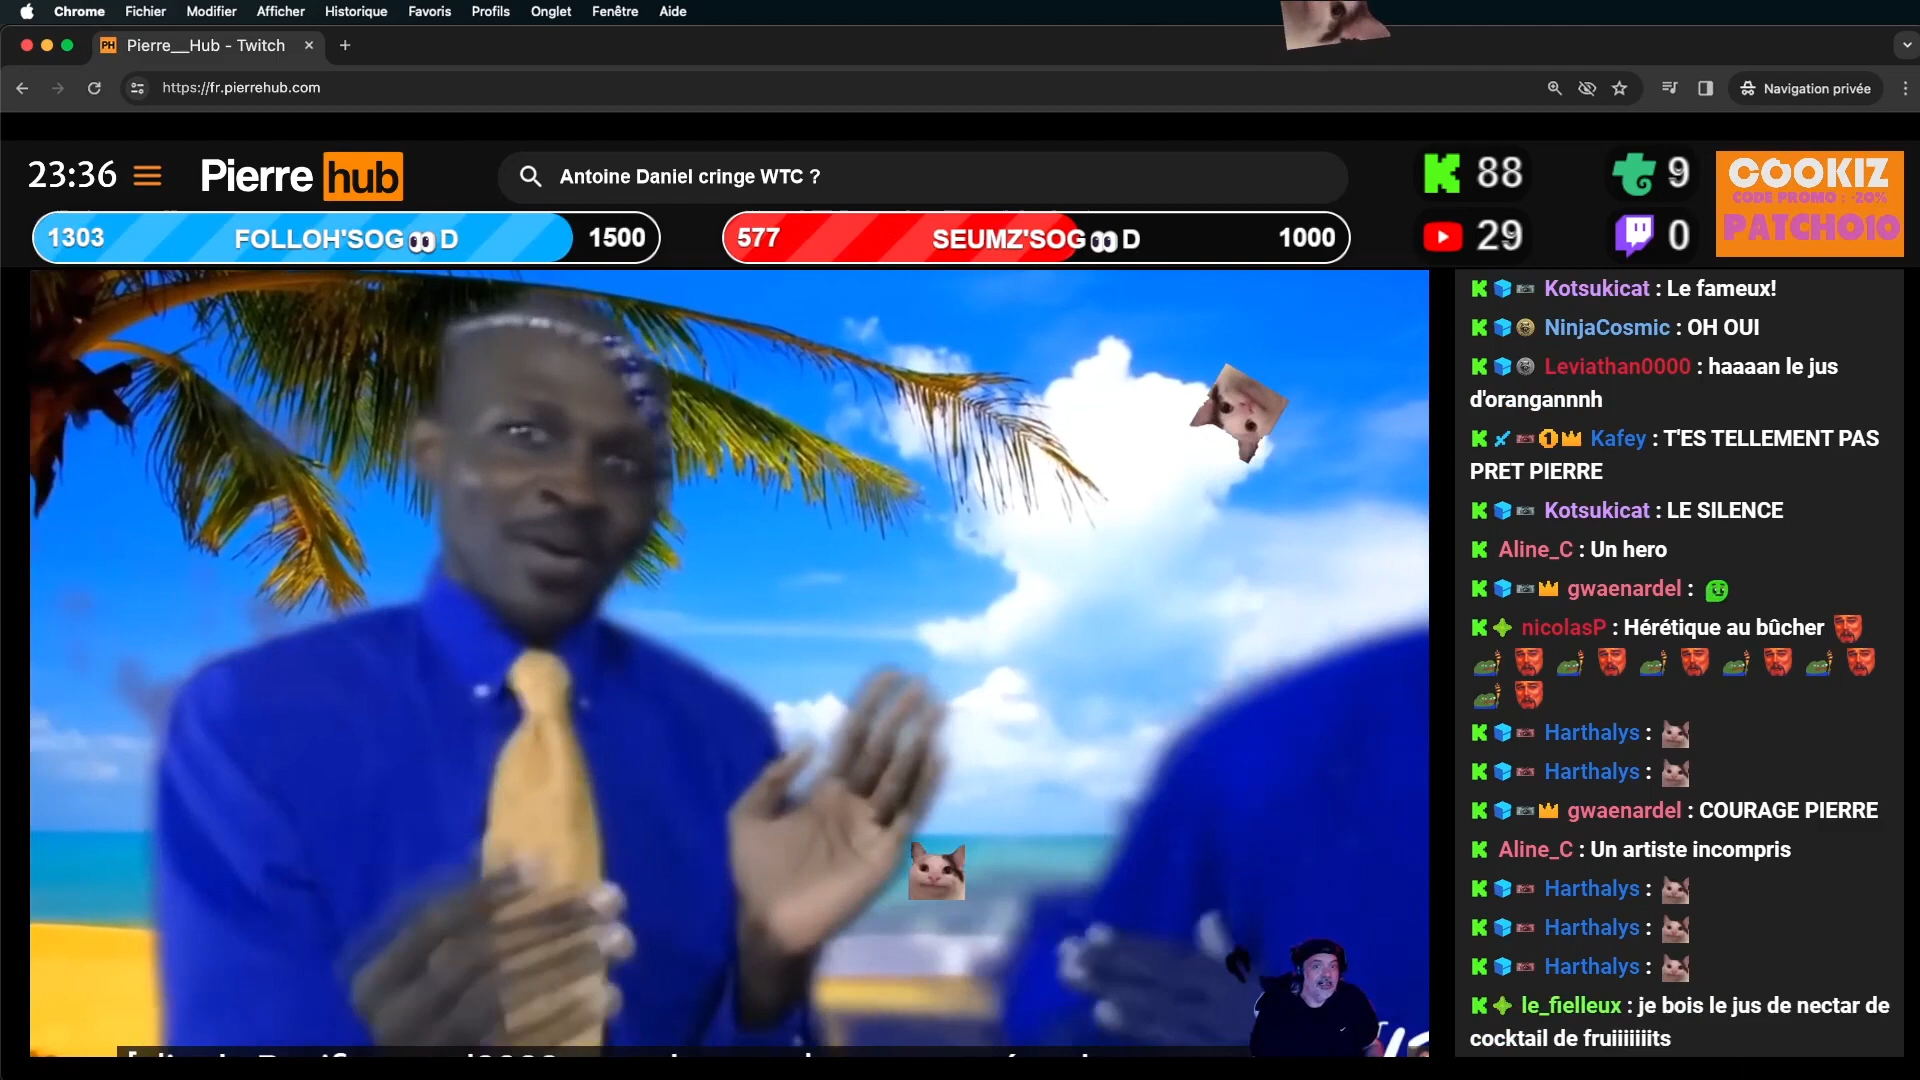 Chrome Fichier Modifier Afficher Historique Favoris Profils Onglet Fenêtre Aide
PH Pierre__Hub - Twitch
https://fr.pierrehub.com
Navigation privée
23:36
Pierre hub
Antoine Daniel cringe WTC ?
88
9
1303 FOLLOH'SOG👀D 1500
577 SEUMZ'SOG👀D 1000
29
0
COOKIZ
CODE PROMO : -20%
PATCHO10
Kotsukicat : Le fameux!
NinjaCosmic : OH OUI
Leviathan0000 : haaaan le jus
d'orangannnh
Kafey : T'ES TELLEMENT PAS
PRET PIERRE
Kotsukicat : LE SILENCE
Aline_C : Un hero
gwaenardel :
nicolasP : Hérétique au bûcher
Harthalys :
Harthalys :
gwaenardel : COURAGE PIERRE
Aline_C : Un artiste incompris
Harthalys :
Harthalys :
Harthalys :
le_fielleux : je bois le jus de nectar de
cocktail de fruiiiiiiits